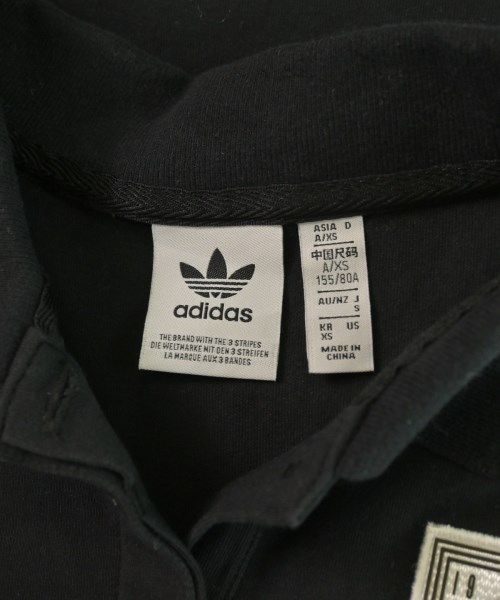 adidas
THE BRAND WITH THE 3 STRIPES
DIE WELTMARKE MIT DEN 3 STREIFEN
LA MARQUE AUX 3 BANDES
ASIA D
A/XS
中国尺码
A/XS
155/80A
AU/NZ J
S
KR US
XS
MADE IN
CHINA
19